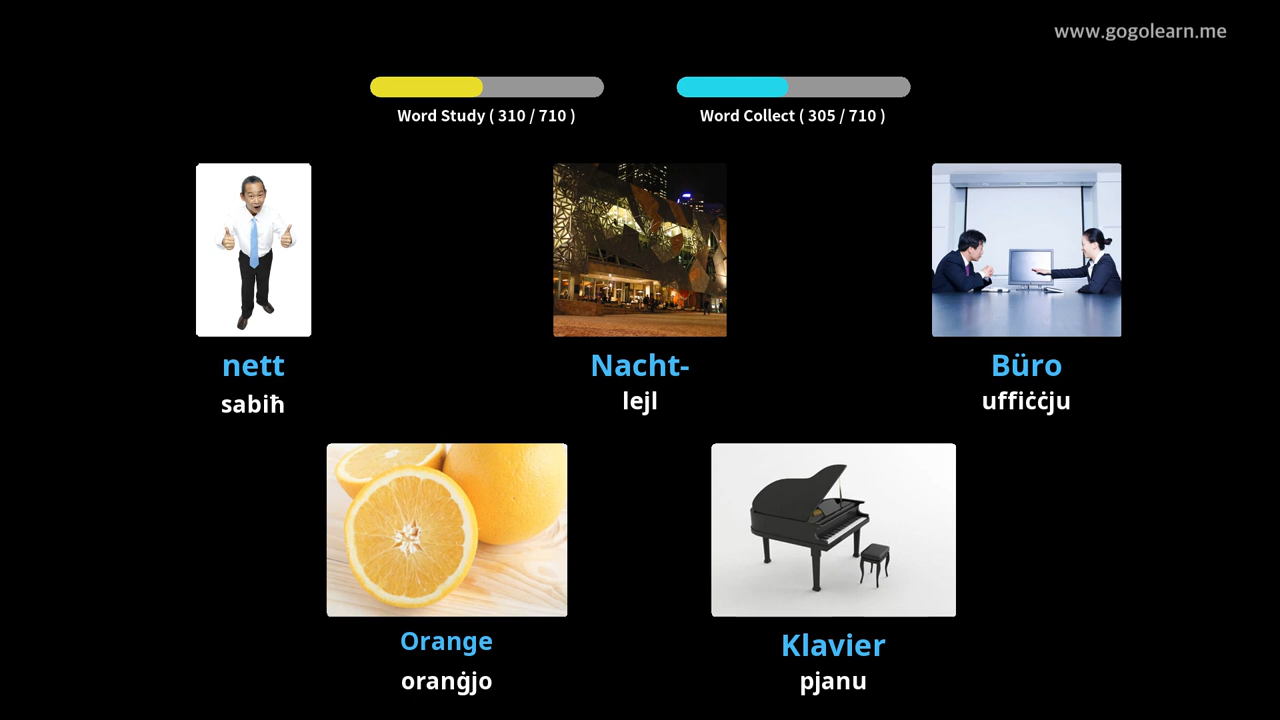 www.gogolearn.me
Word Study ( 310 / 710 )
Word Collect ( 305 / 710 )
nett
sabiħ
Nacht-
lejl
Büro
uffiċċju
Orange
oranġjo
Klavier
pjanu